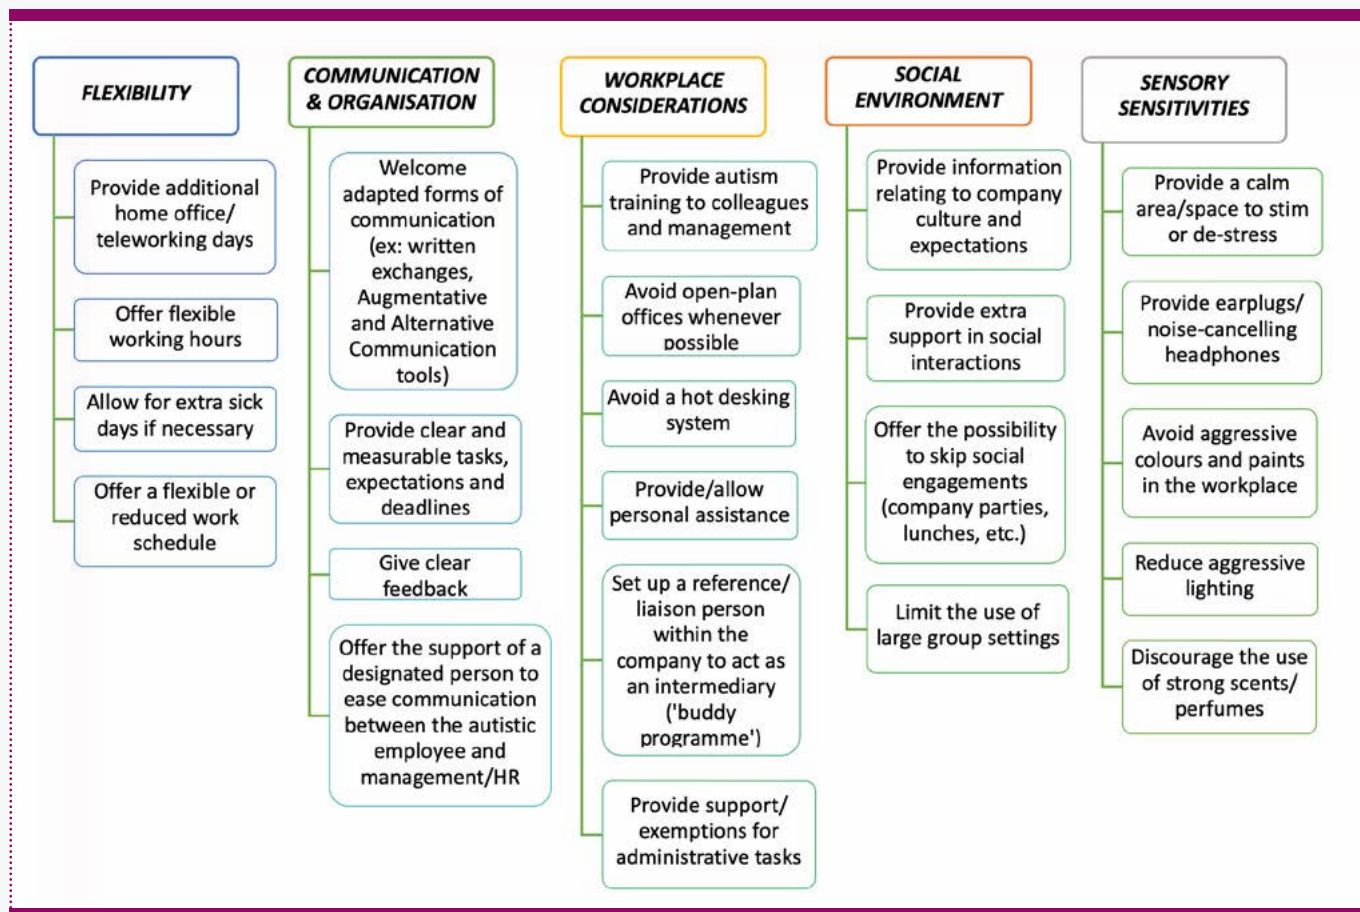 FLEXIBILITY
Provide additional
home office/
teleworking days
Offer flexible
working hours
Allow for extra sick
days if necessary
Offer a flexible or
reduced work
schedule
COMMUNICATION
& ORGANISATION
Welcome
adapted forms of
communication
(ex: written
exchanges,
Augmentative
and Alternative
Communication
tools)
Provide clear and
measurable tasks,
expectations and
deadlines
Give clear
feedback
Offer the support of a
designated person to
ease communication
between the autistic
employee and
management/HR
WORKPLACE
CONSIDERATIONS
Provide autism
training to colleagues
and management
Avoid open-plan
offices whenever
possible
Avoid a hot desking
system
Provide/allow
personal assistance
Set up a reference/
liaison person
within the
company to act as
an intermediary
('buddy
programme')
Provide support/
exemptions for
administrative tasks
SOCIAL
ENVIRONMENT
Provide information
relating to company
culture and
expectations
Provide extra
support in social
interactions
Offer the possibility
to skip social
engagements
(company parties,
lunches, etc.)
Limit the use of
large group settings
SENSORY
SENSITIVITIES
Provide a calm
area/space to stim
or de-stress
Provide earplugs/
noise-cancelling
headphones
Avoid aggressive
colours and paints
in the workplace
Reduce aggressive
lighting
Discourage the use
of strong scents/
perfumes